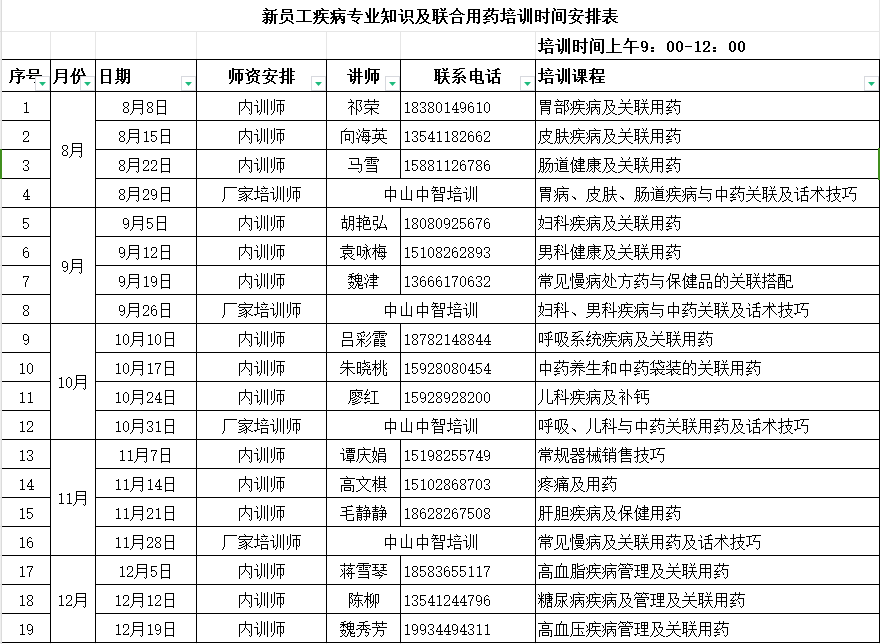 新员工疾病专业知识及联合用药培训时间安排表
培训时间上午9：00-12：00
序号 月份 日期 师资安排 讲师 联系电话 培训课程
1 8月 8月8日 内训师 祁荣 18380149610 胃部疾病及关联用药
2 8月15日 内训师 向海英 13541182662 皮肤疾病及关联用药
3 8月22日 内训师 马雪 15881126786 肠道健康及关联用药
4 8月29日 厂家培训师 中山中智培训 胃病、皮肤、肠道疾病与中药关联及话术技巧
5 9月 9月5日 内训师 胡艳弘 18080925676 妇科疾病及关联用药
6 9月12日 内训师 袁咏梅 15108262893 男科健康及关联用药
7 9月19日 内训师 魏津 13666170632 常见慢病处方药与保健品的关联搭配
8 9月26日 厂家培训师 中山中智培训 妇科、男科疾病与中药关联及话术技巧
9 10月 10月10日 内训师 吕彩霞 18782148844 呼吸系统疾病及关联用药
10 10月17日 内训师 朱晓桃 15928080454 中药养生和中药袋装的关联用药
11 10月24日 内训师 廖红 15928928200 儿科疾病及补钙
12 10月31日 厂家培训师 中山中智培训 呼吸、儿科与中药关联用药及话术技巧
13 11月 11月7日 内训师 谭庆娟 15198255749 常规器械销售技巧
14 11月14日 内训师 高文棋 15102868703 疼痛及用药
15 11月21日 内训师 毛静静 18628267508 肝胆疾病及保健用药
16 11月28日 厂家培训师 中山中智培训 常见慢病及关联用药及话术技巧
17 12月 12月5日 内训师 蒋雪琴 18583655117 高血脂疾病管理及关联用药
18 12月12日 内训师 陈柳 13541244796 糖尿病疾病及管理及关联用药
19 12月19日 内训师 魏秀芳 19934494311 高血压疾病管理及关联用药